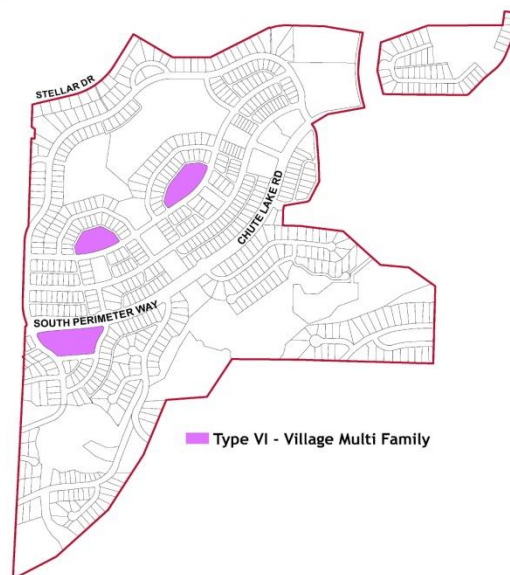 STELLAR DR
CHUTE LAKE RD
SOUTH PERIMETER WAY
Type VI - Village Multi Family